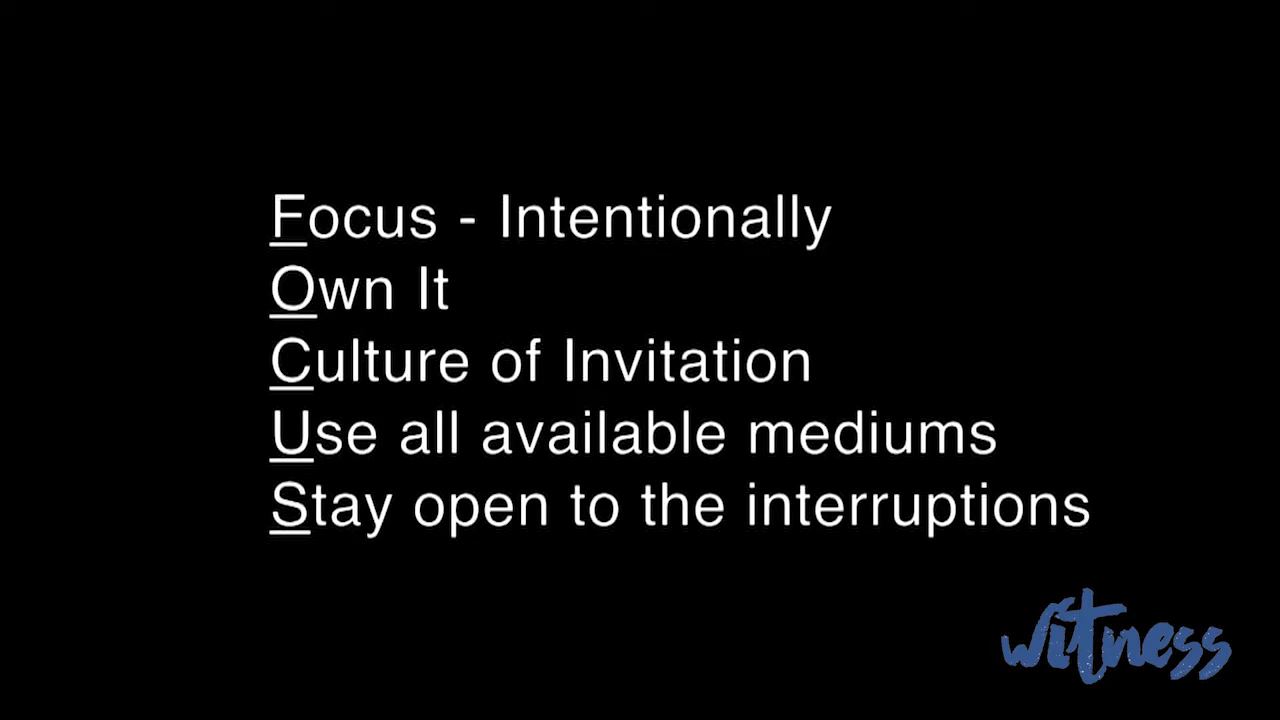 Focus - Intentionally
Own It
Culture of Invitation
Use all available mediums
Stay open to the interruptions
witness